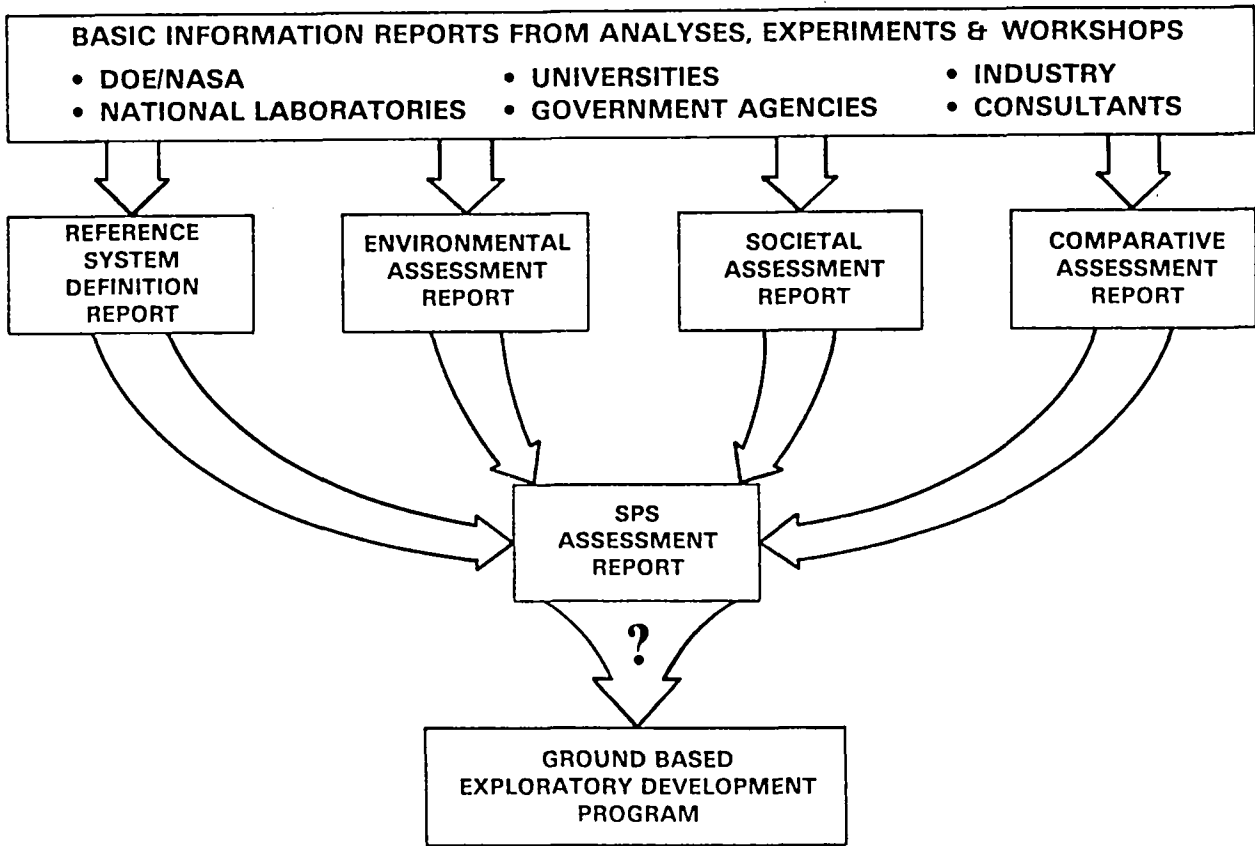 BASIC INFORMATION REPORTS FROM ANALYSES, EXPERIMENTS & WORKSHOPS
• DOE/NASA
• NATIONAL LABORATORIES
• UNIVERSITIES
• GOVERNMENT AGENCIES
• INDUSTRY
• CONSULTANTS
REFERENCE
SYSTEM
DEFINITION
REPORT
ENVIRONMENTAL
ASSESSMENT
REPORT
SOCIETAL
ASSESSMENT
REPORT
COMPARATIVE
ASSESSMENT
REPORT
SPS
ASSESSMENT
REPORT
?
GROUND BASED
EXPLORATORY DEVELOPMENT
PROGRAM